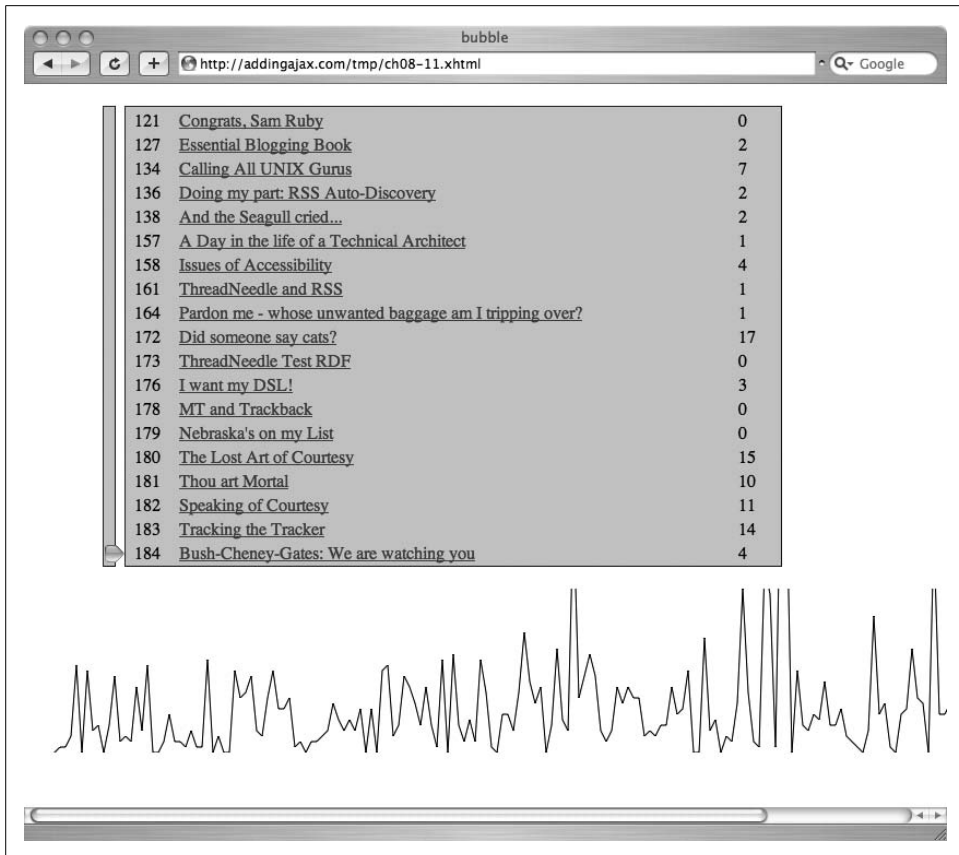 bubble
http://addingajax.com/tmp/ch08-11.xhtml
Google
121 Congrats, Sam Ruby 0
127 Essential Blogging Book 2
134 Calling All UNIX Gurus 7
136 Doing my part: RSS Auto-Discovery 2
138 And the Seagull cried... 2
157 A Day in the life of a Technical Architect 1
158 Issues of Accessibility 4
161 ThreadNeedle and RSS 1
164 Pardon me - whose unwanted baggage am I tripping over? 1
172 Did someone say cats? 17
173 ThreadNeedle Test RDF 0
176 I want my DSL! 3
178 MT and Trackback 0
179 Nebraska's on my List 0
180 The Lost Art of Courtesy 15
181 Thou art Mortal 10
182 Speaking of Courtesy 11
183 Tracking the Tracker 14
184 Bush-Cheney-Gates: We are watching you 4